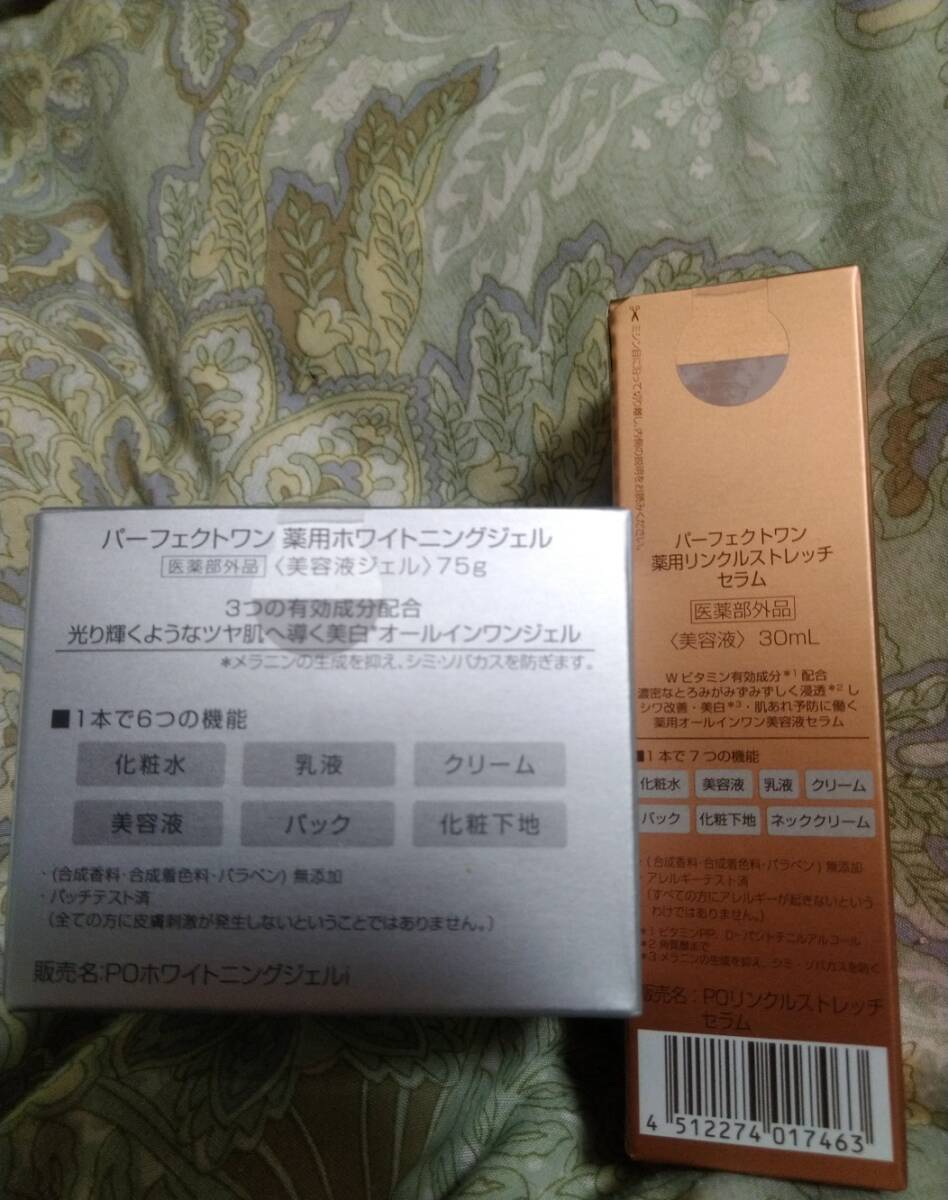 パーフェクトワン 薬用ホワイトニングジェル
医薬部外品 〈美容液ジェル〉75g
3つの有効成分配合
光り輝くようなツヤ肌へ導く美白*オールインワンジェル
*メラニンの生成を抑え、シミ・ソバカスを防ぎます。
■1本で6つの機能
化粧水 乳液 クリーム
美容液 パック 化粧下地
・(合成香料・合成着色料・パラベン) 無添加
・パッチテスト済
(全ての方に皮膚刺激が発生しないということではありません。)
販売名:POホワイトニングジェルi
パーフェクトワン
薬用リンクルストレッチ
セラム
医薬部外品
〈美容液〉 30mL
Wビタミン有効成分*1配合
濃密なとろみがみずみずしく浸透*2し
シワ改善・美白*3・肌あれ予防に働く
薬用オールインワン美容液セラム
■1本で7つの機能
化粧水 美容液 乳液 クリーム
パック 化粧下地 ネッククリーム
・(合成香料・合成着色料・パラベン) 無添加
・アレルギーテスト済
(すべての方にアレルギーが起きないという
わけではありません。)
*1 ビタミンPP、D-パントテニルアルコール
*2 角質層まで
*3 メラニンの生成を抑え、シミ・ソバカスを防ぐ
販売名:POリンクルストレッチ
セラム
4 512274 017463